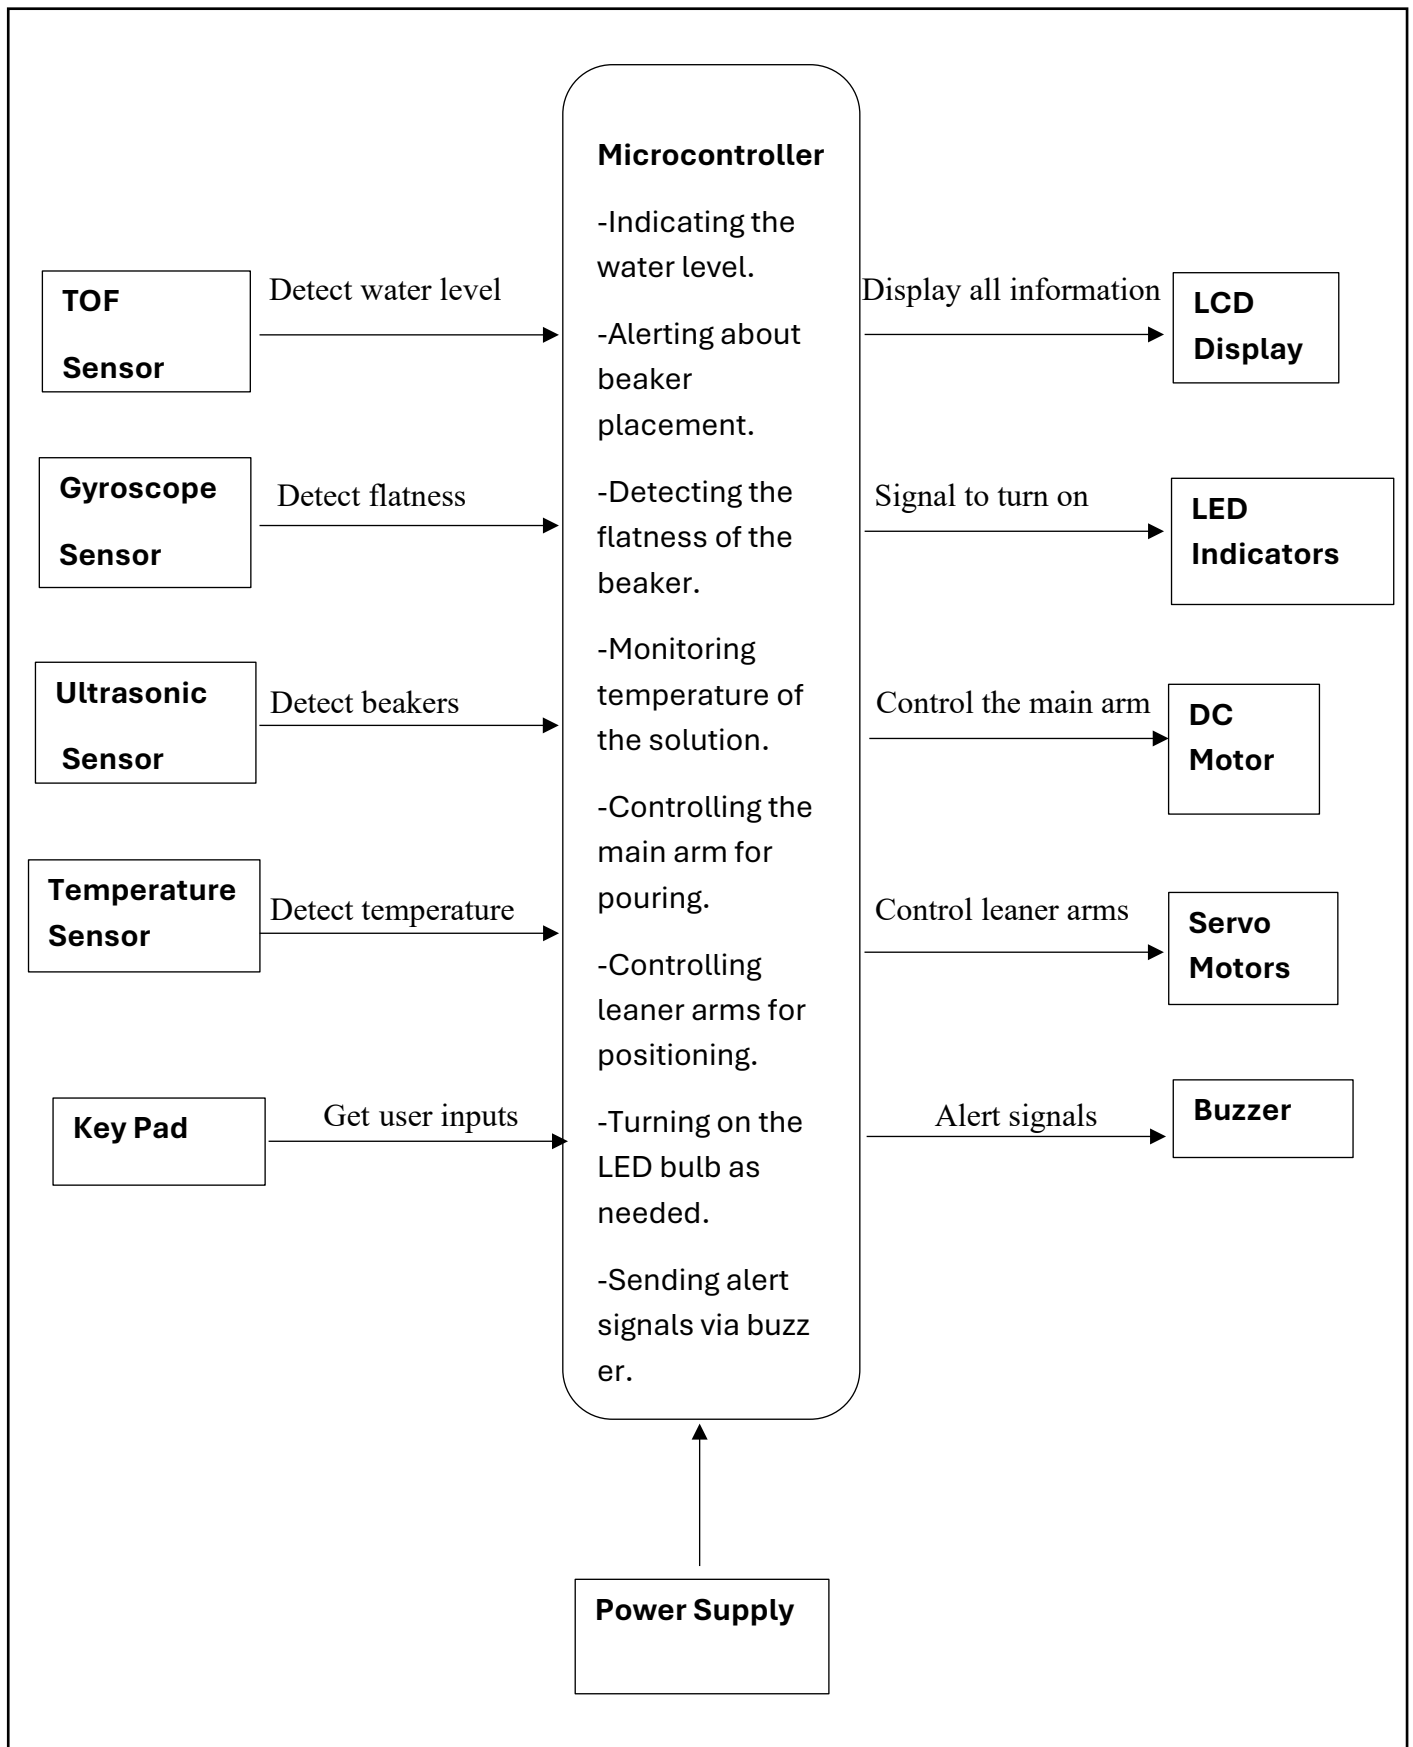 TOF
Sensor
Detect water level
Gyroscope
Sensor
Detect flatness
Ultrasonic
Sensor
Detect beakers
Temperature
Sensor
Detect temperature
Key Pad
Get user inputs
Microcontroller
-Indicating the
water level.
-Alerting about
beaker
placement.
-Detecting the
flatness of the
beaker.
-Monitoring
temperature of
the solution.
-Controlling the
main arm for
pouring.
-Controlling
leaner arms for
positioning.
-Turning on the
LED bulb as
needed.
-Sending alert
signals via buzz
er.
Display all information
LCD
Display
Signal to turn on
LED
Indicators
Control the main arm
DC
Motor
Control leaner arms
Servo
Motors
Alert signals
Buzzer
Power Supply